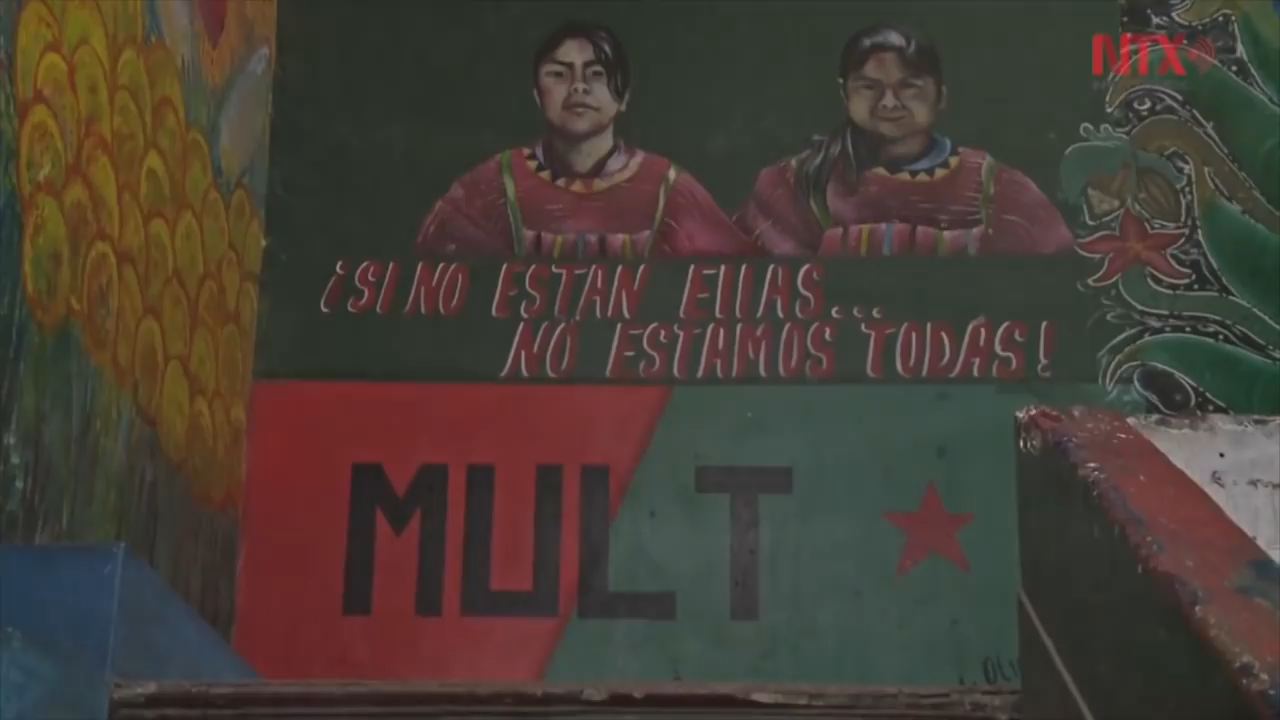 NTX
¡SI NO ESTAN EllAS...
NO ESTAMOS TODAS!
MULT